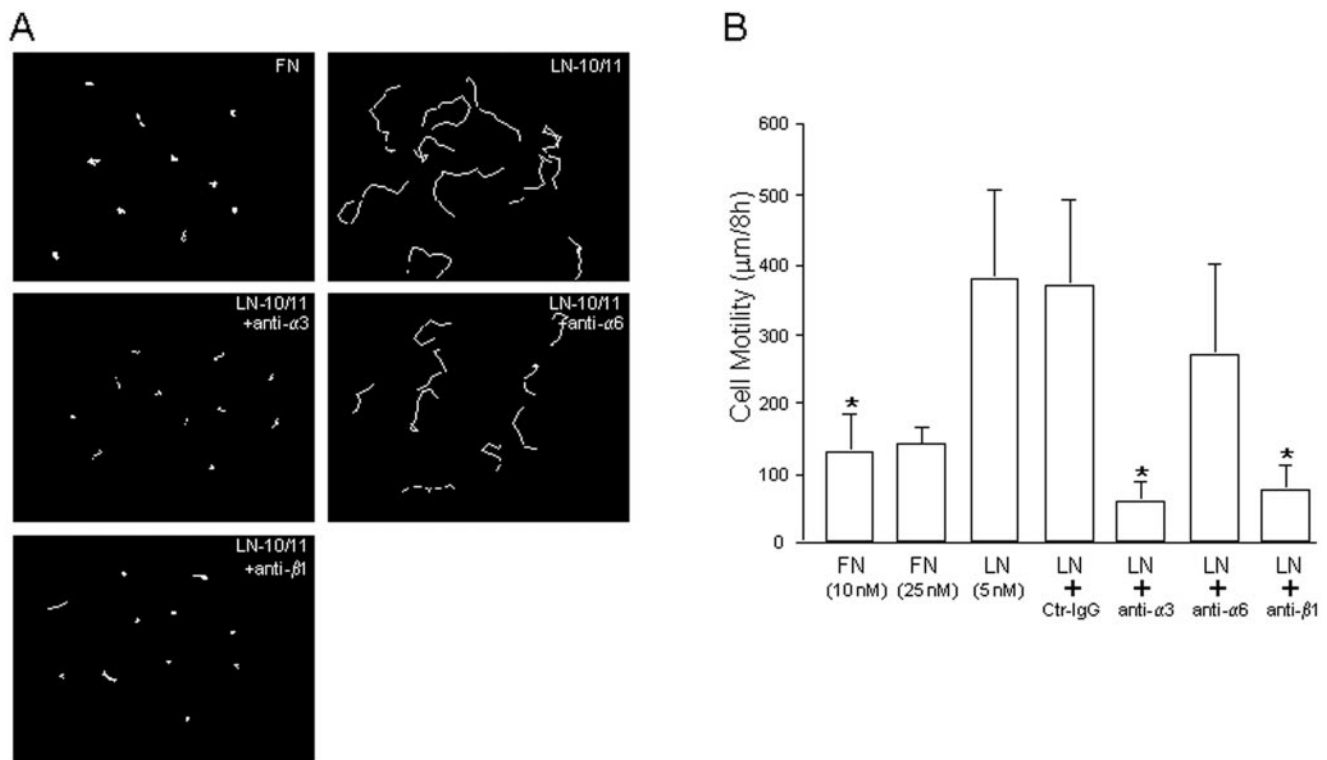 A
FN
LN-10/11
LN-10/11
+anti-α3
LN-10/11
+anti-α6
LN-10/11
+anti-β1
B
Cell Motility (μm/8h)
600
500
400
300
200
100
0
*
*
*
FN
(10 nM)
FN
(25 nM)
LN
(5 nM)
LN
+
Ctr-IgG
LN
+
anti-α3
LN
+
anti-α6
LN
+
anti-β1